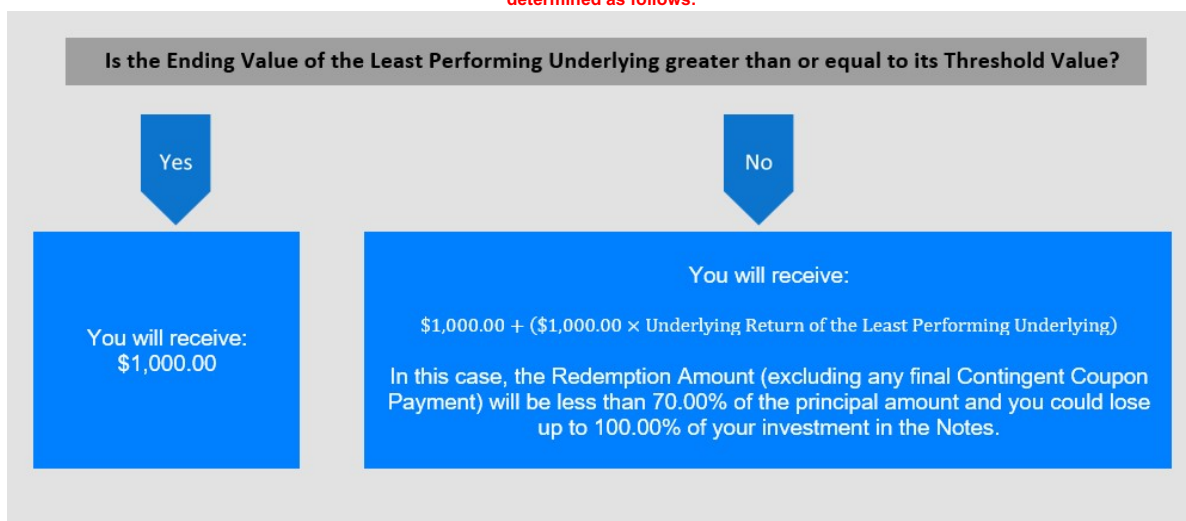 determined as follows:
Is the Ending Value of the Least Performing Underlying greater than or equal to its Threshold Value?
Yes
No
You will receive:
$1,000.00
You will receive:
$1,000.00 + ($1,000.00 × Underlying Return of the Least Performing Underlying)
In this case, the Redemption Amount (excluding any final Contingent Coupon
Payment) will be less than 70.00% of the principal amount and you could lose
up to 100.00% of your investment in the Notes.